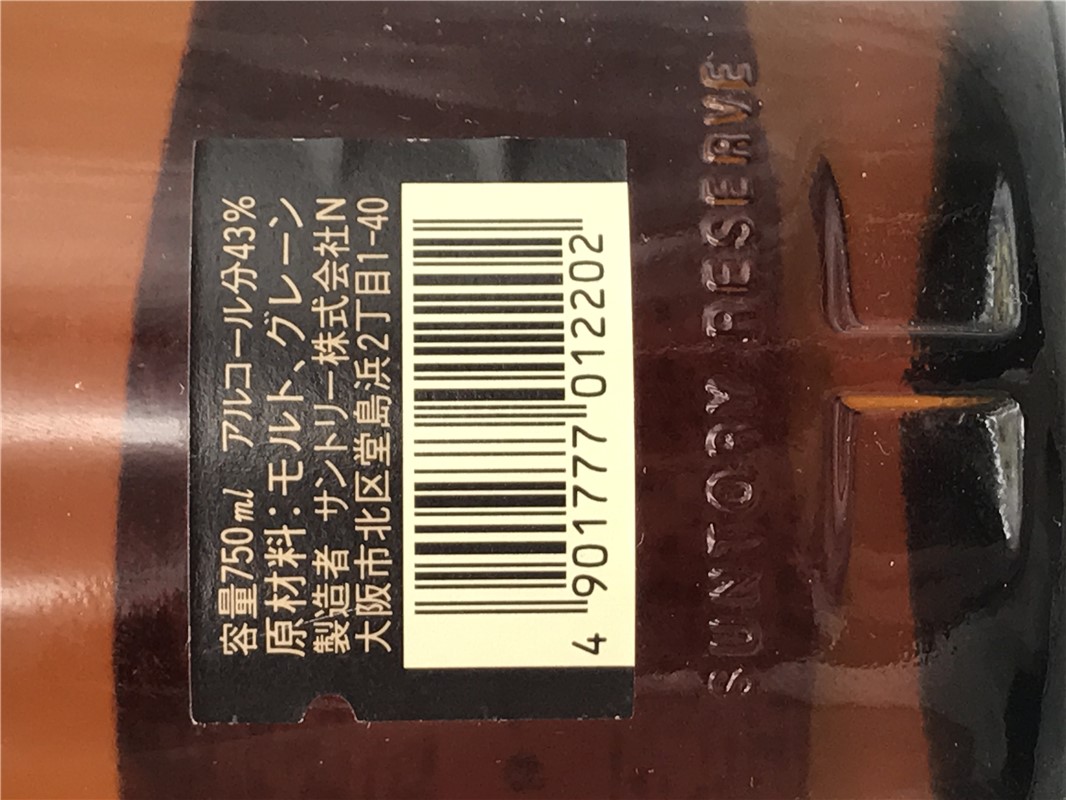 容量750ml アルコール分43%
原材料:モルト、グレーン
製造者 サントリー株式会社N
大阪市北区堂島浜2丁目1-40
4 901777 012202
SUNTORY RESERVE